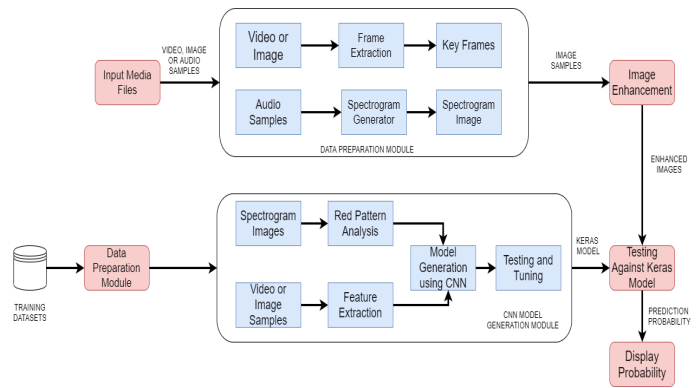 Input Media
Files
VIDEO, IMAGE
OR AUDIO
SAMPLES
Video or
Image
Frame
Extraction
Key Frames
Audio
Samples
Spectrogram
Generator
Spectrogram
Image
DATA PREPARATION MODULE
IMAGE
SAMPLES
Image
Enhancement
ENHANCED
IMAGES
TRAINING
DATASETS
Data
Preparation
Module
Spectrogram
Images
Red Pattern
Analysis
Video or
Image
Samples
Feature
Extraction
Model
Generation
using CNN
Testing and
Tuning
CNN MODEL
GENERATION MODULE
KERAS
MODEL
Testing
Against Keras
Model
PREDICTION
PROBABILITY
Display
Probability